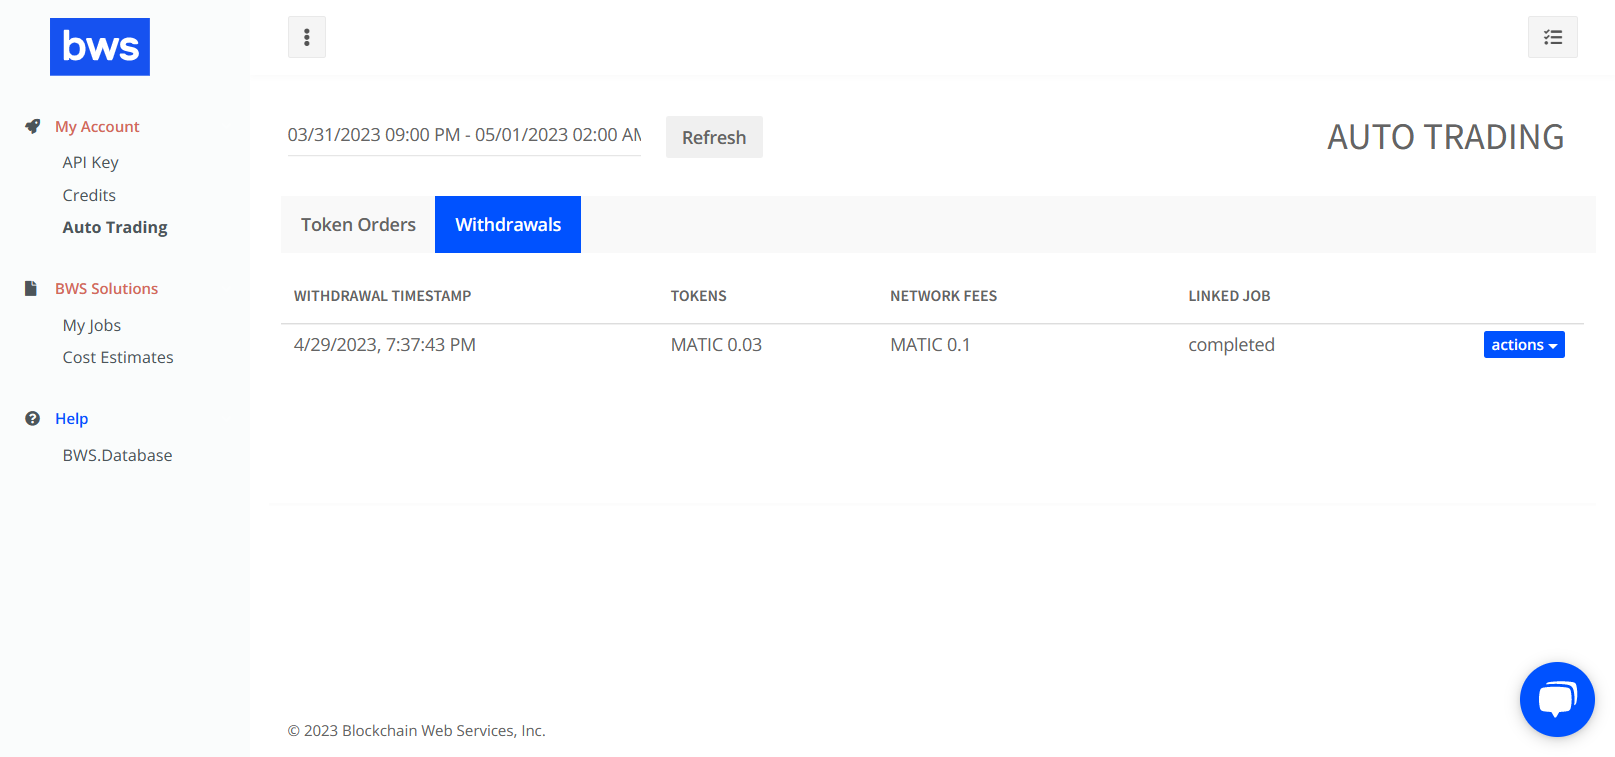 bws
My Account
API Key
Credits
Auto Trading
BWS Solutions
My Jobs
Cost Estimates
Help
BWS.Database
03/31/2023 09:00 PM - 05/01/2023 02:00 AM
Refresh
AUTO TRADING
Token Orders
Withdrawals
WITHDRAWAL TIMESTAMP TOKENS NETWORK FEES LINKED JOB
4/29/2023, 7:37:43 PM MATIC 0.03 MATIC 0.1 completed actions
© 2023 Blockchain Web Services, Inc.